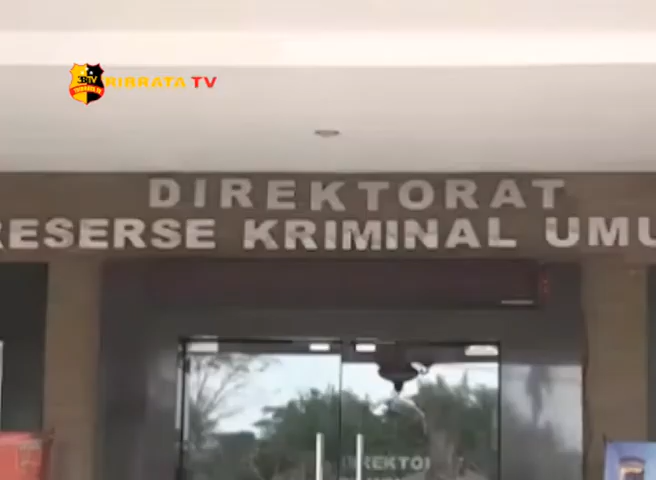 TRIBRATA TV
DIREKTORAT
RESERSE KRIMINAL UMU